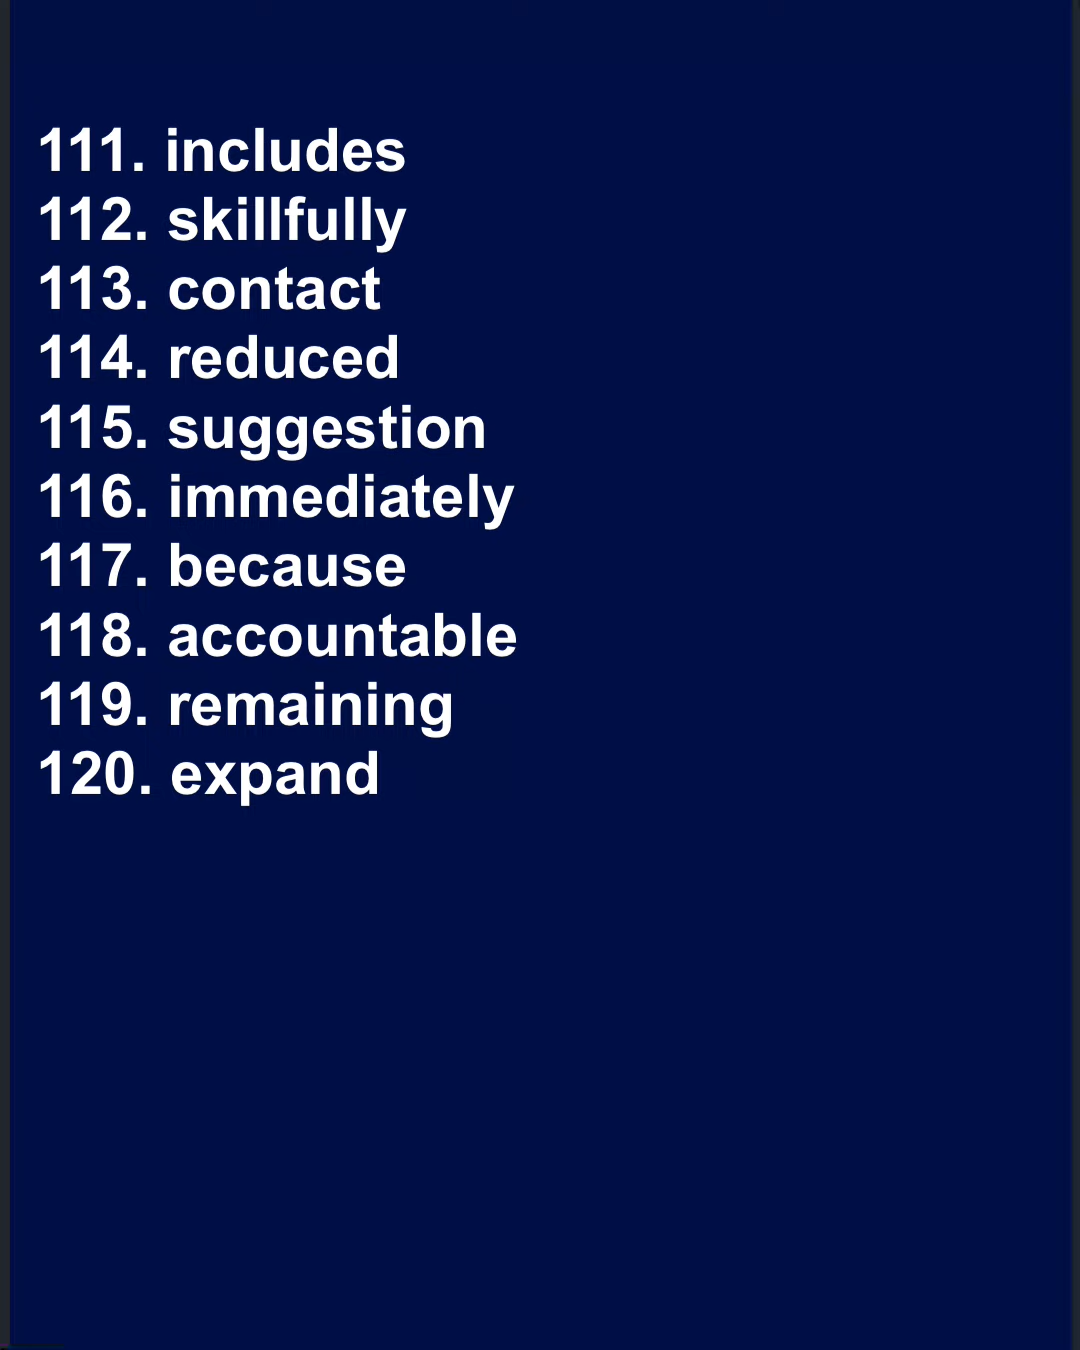 111. includes
112. skillfully
113. contact
114. reduced
115. suggestion
116. immediately
117. because
118. accountable
119. remaining
120. expand